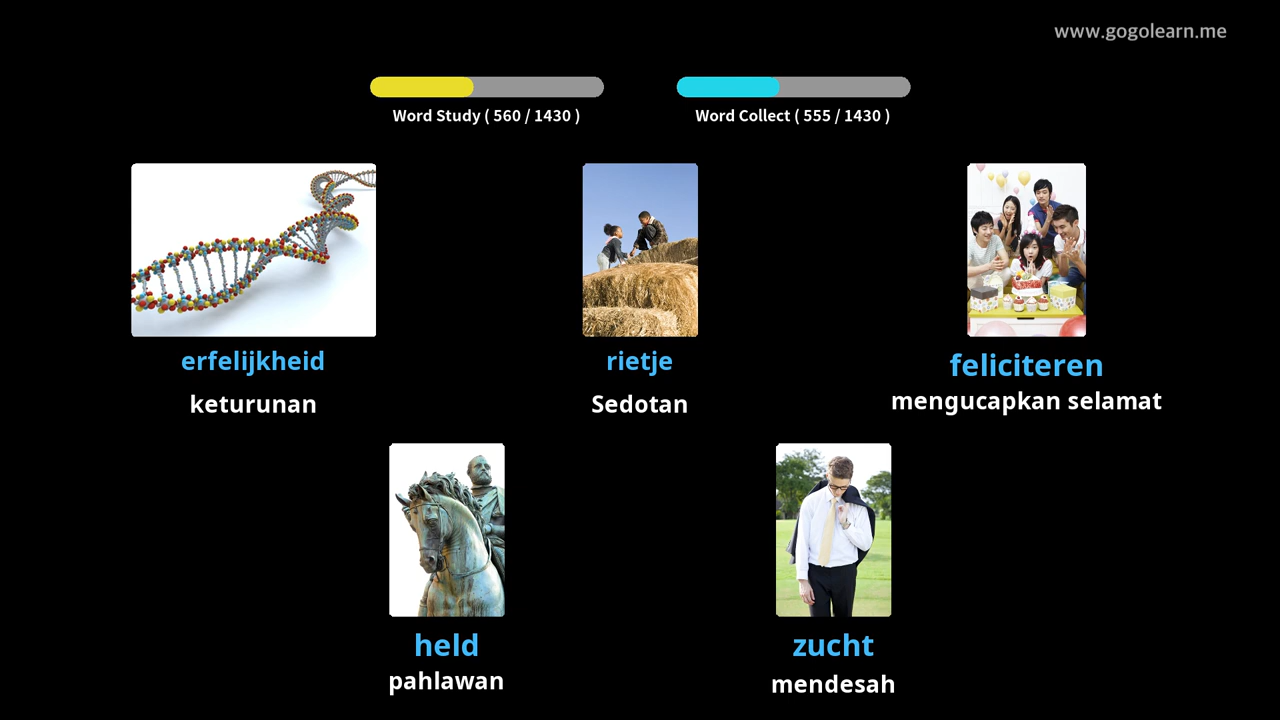 www.gogolearn.me
Word Study ( 560 / 1430 )
Word Collect ( 555 / 1430 )
erfelijkheid
keturunan
rietje
Sedotan
feliciteren
mengucapkan selamat
held
pahlawan
zucht
mendesah